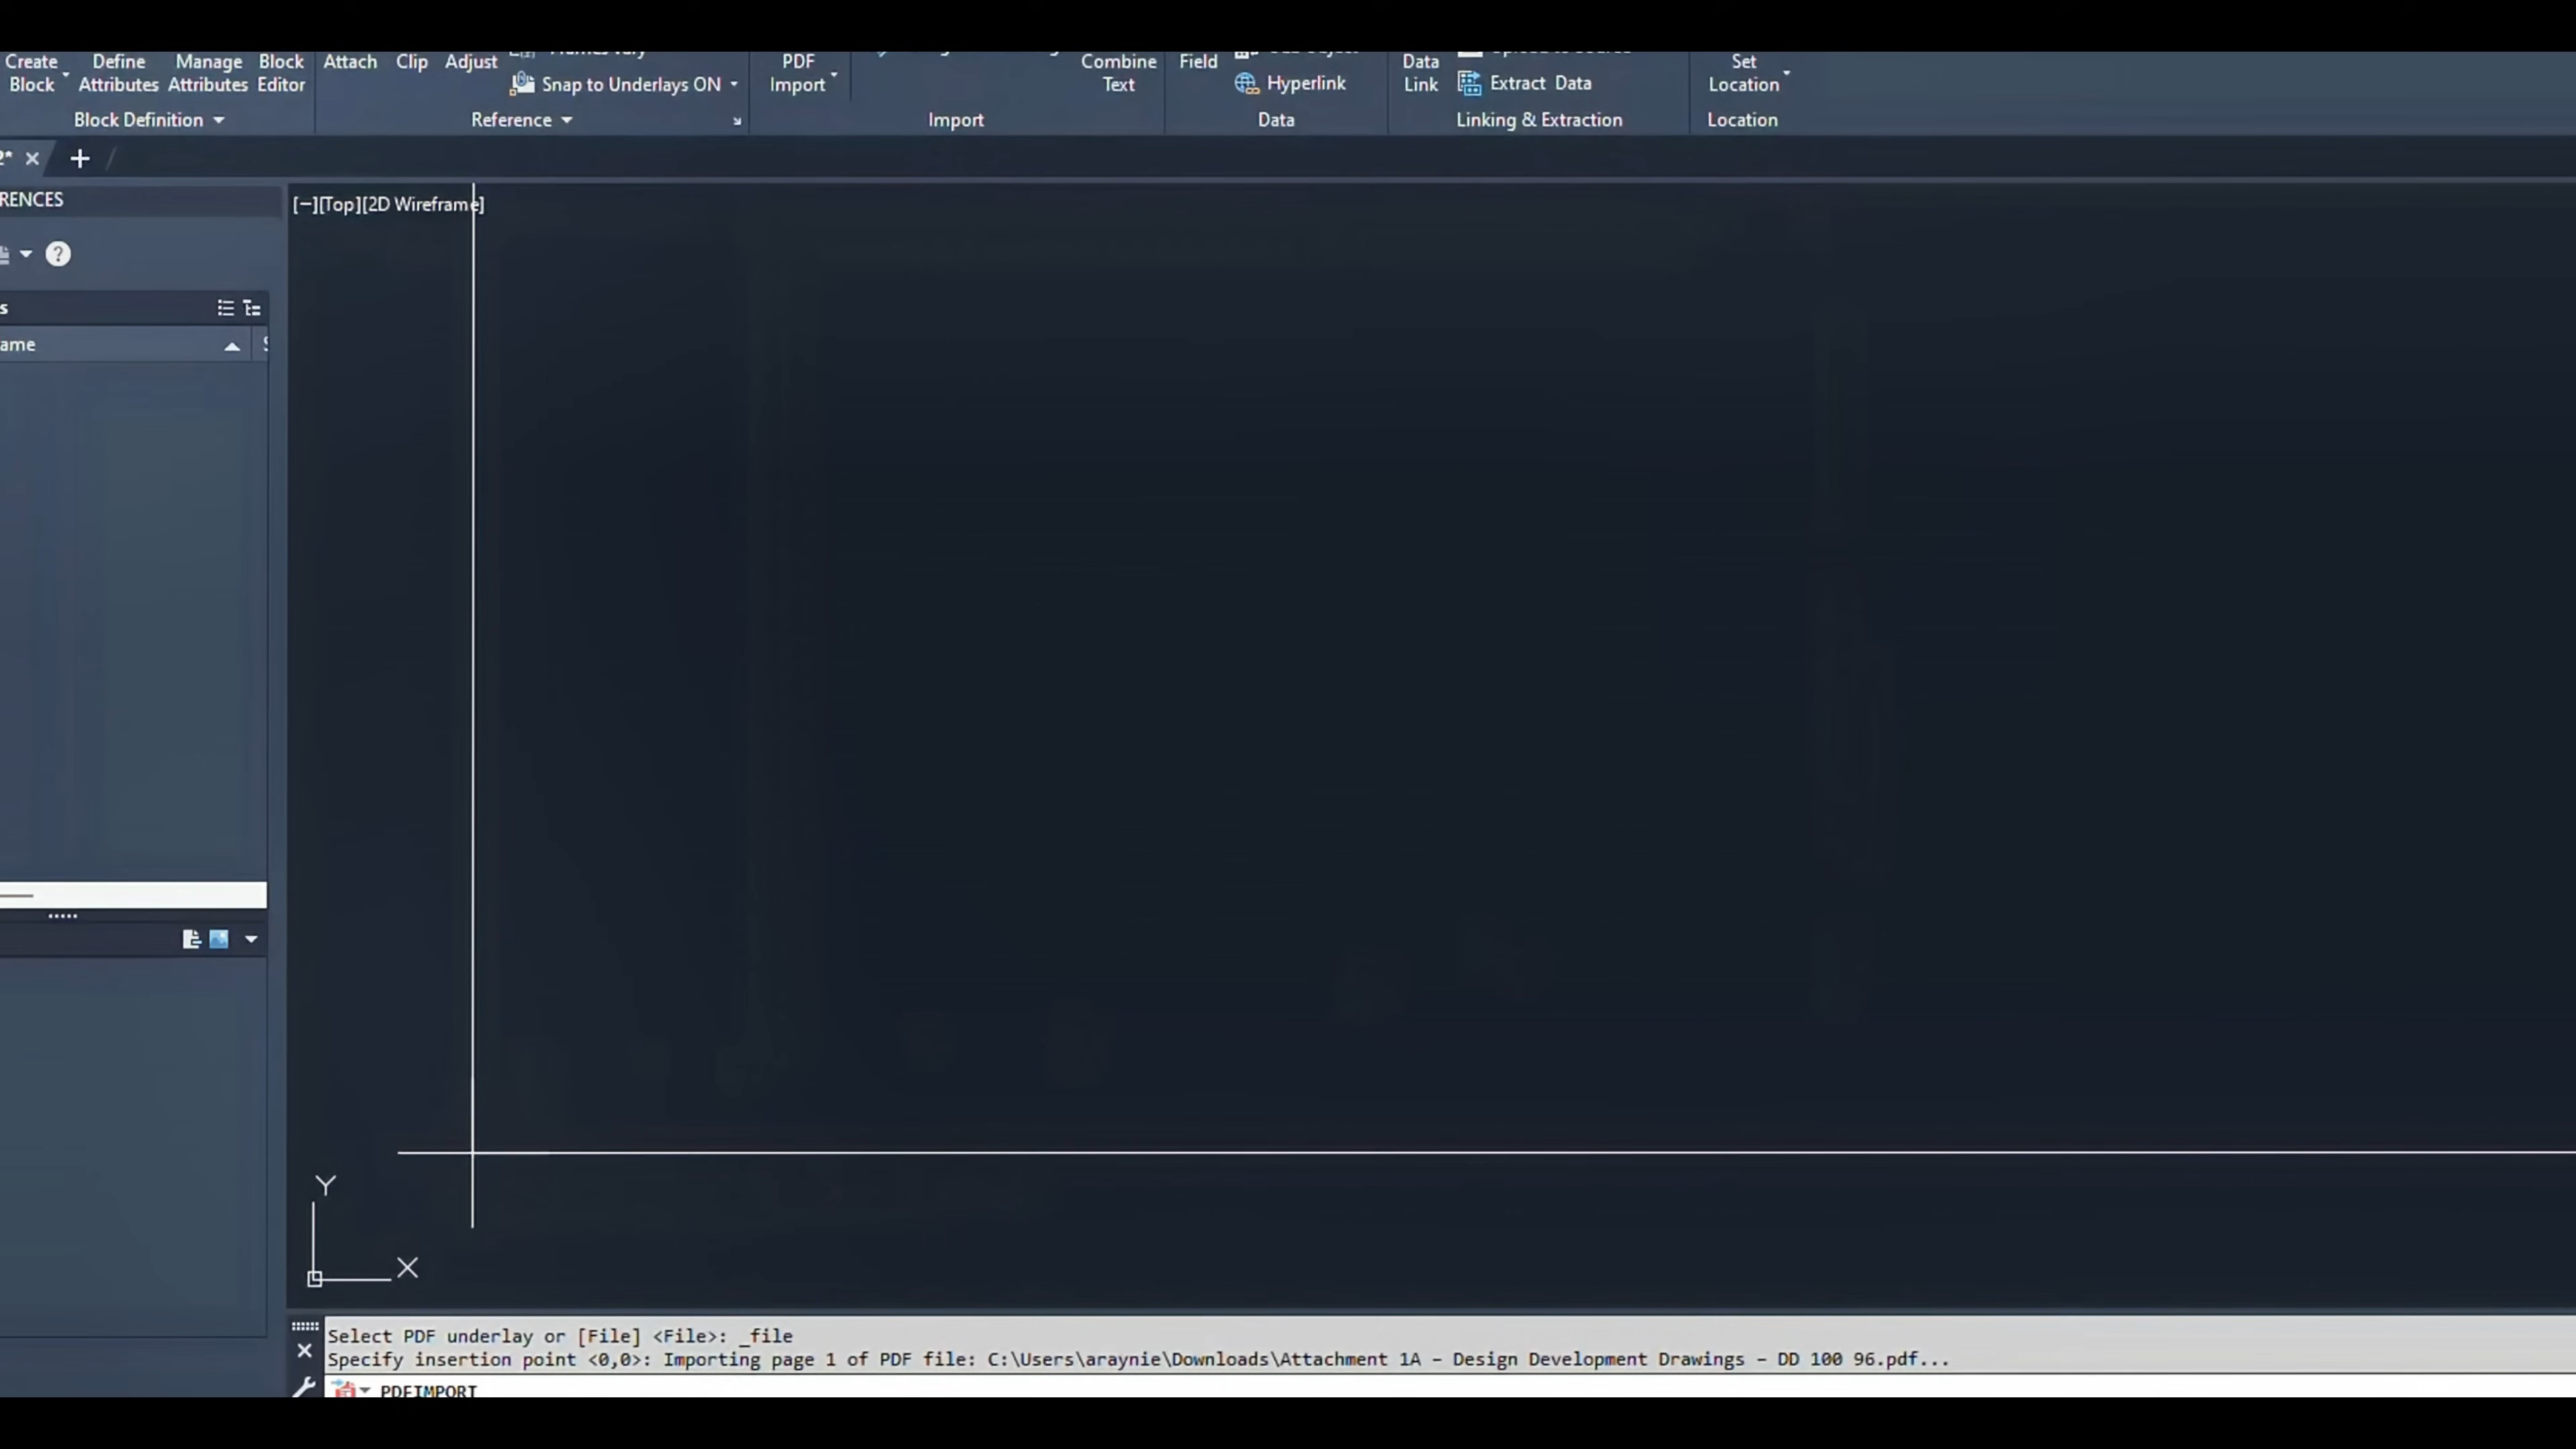 Create Block
Define Attributes
Manage Attributes
Block Editor
Block Definition
Attach
Clip
Adjust
Snap to Underlays ON
Reference
PDF Import
Combine Text
Import
Field
Hyperlink
Data
Data Link
Extract Data
Linking & Extraction
Set Location
Location
2*
RENCES
[−][Top][2D Wireframe]
s
ame
Y
X
Select PDF underlay or [File] <File>: _file
Specify insertion point <0,0>: Importing page 1 of PDF file: C:\Users\araynie\Downloads\Attachment 1A - Design Development Drawings - DD 100 96.pdf...
PDFIMPORT